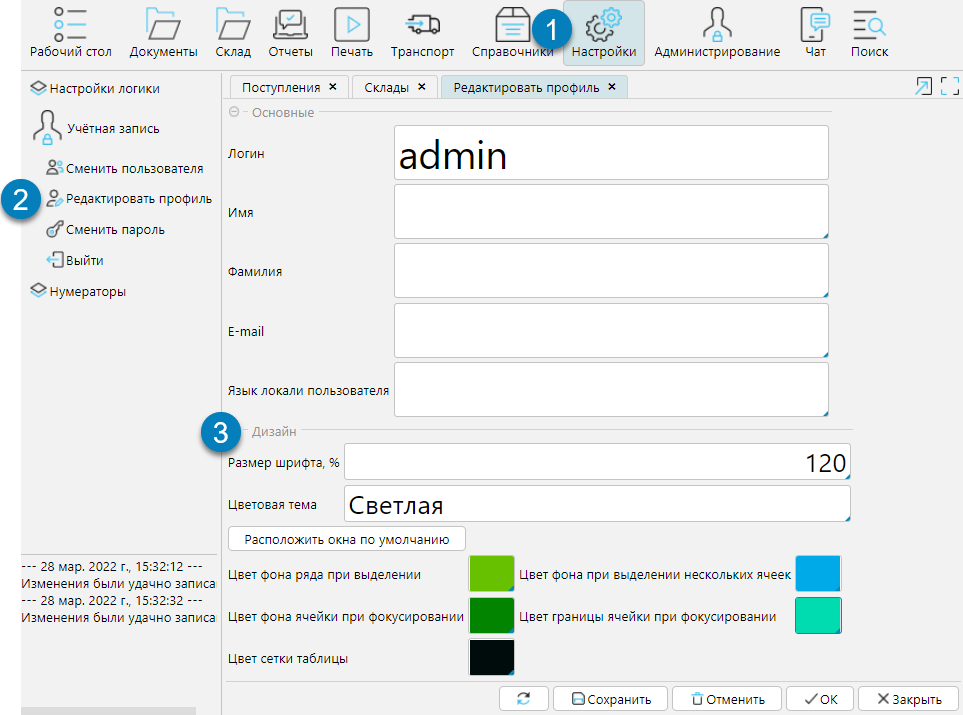 Рабочий стол
Документы
Склад
Отчеты
Печать
Транспорт
Справочники
1
Настройки
Администрирование
Чат
Поиск
Настройки логики
Учётная запись
Сменить пользователя
2
Редактировать профиль
Сменить пароль
Выйти
Нумераторы
--- 28 мар. 2022 г., 15:32:12 ---
Изменения были удачно записа
--- 28 мар. 2022 г., 15:32:32 ---
Изменения были удачно записа
Поступления ×
Склады ×
Редактировать профиль ×
Основные
Логин
admin
Имя
Фамилия
E-mail
Язык локали пользователя
3
Дизайн
Размер шрифта, %
120
Цветовая тема
Светлая
Расположить окна по умолчанию
Цвет фона ряда при выделении
Цвет фона при выделении нескольких ячеек
Цвет фона ячейки при фокусировании
Цвет границы ячейки при фокусировании
Цвет сетки таблицы
Сохранить
Отменить
OK
Закрыть